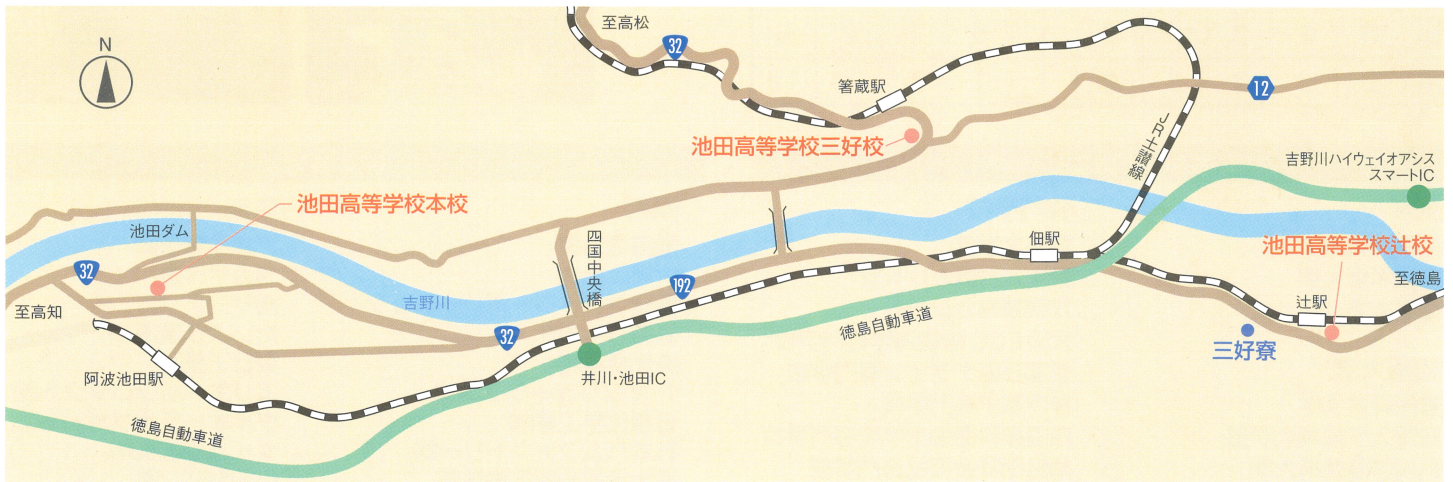 N
至高松
32
箸蔵駅
12
池田高等学校三好校
JR土讃線
吉野川ハイウェイオアシス
スマートIC
池田高等学校本校
池田ダム
四国中央橋
佃駅
池田高等学校辻校
32
192
至徳島
吉野川
至高知
32
徳島自動車道
辻駅
三好寮
阿波池田駅
井川・池田IC
徳島自動車道